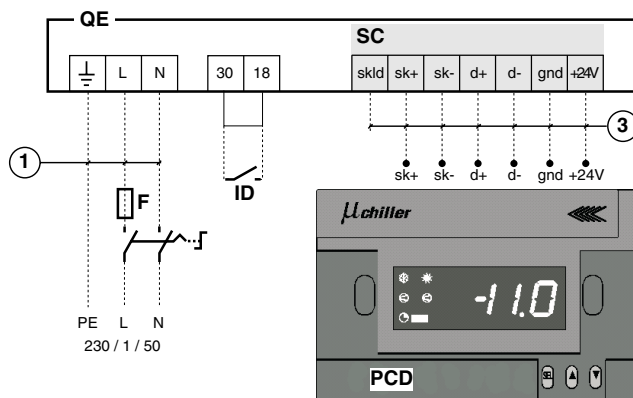 QE
SC
L N 30 18 skld sk+ sk- d+ d- gnd +24V
1 3
sk+ sk- d+ d- gnd +24V
F ID
µchiller
-11.0
PE L N
230 / 1 / 50
PCD SEL